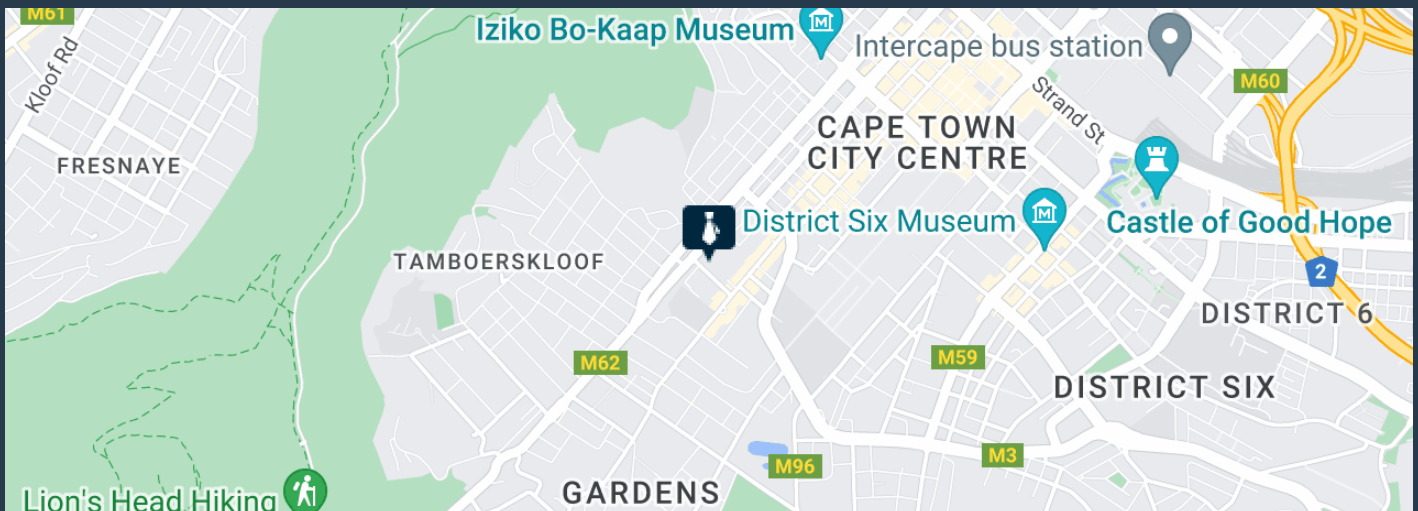 M61
Kloof Rd
Iziko Bo-Kaap Museum
Intercape bus station
M60
Strand St
FRESNAYE
CAPE TOWN
CITY CENTRE
District Six Museum
Castle of Good Hope
TAMBOERSKLOOF
2
DISTRICT 6
M62
M59
DISTRICT SIX
M3
M96
GARDENS
Lion's Head Hiking